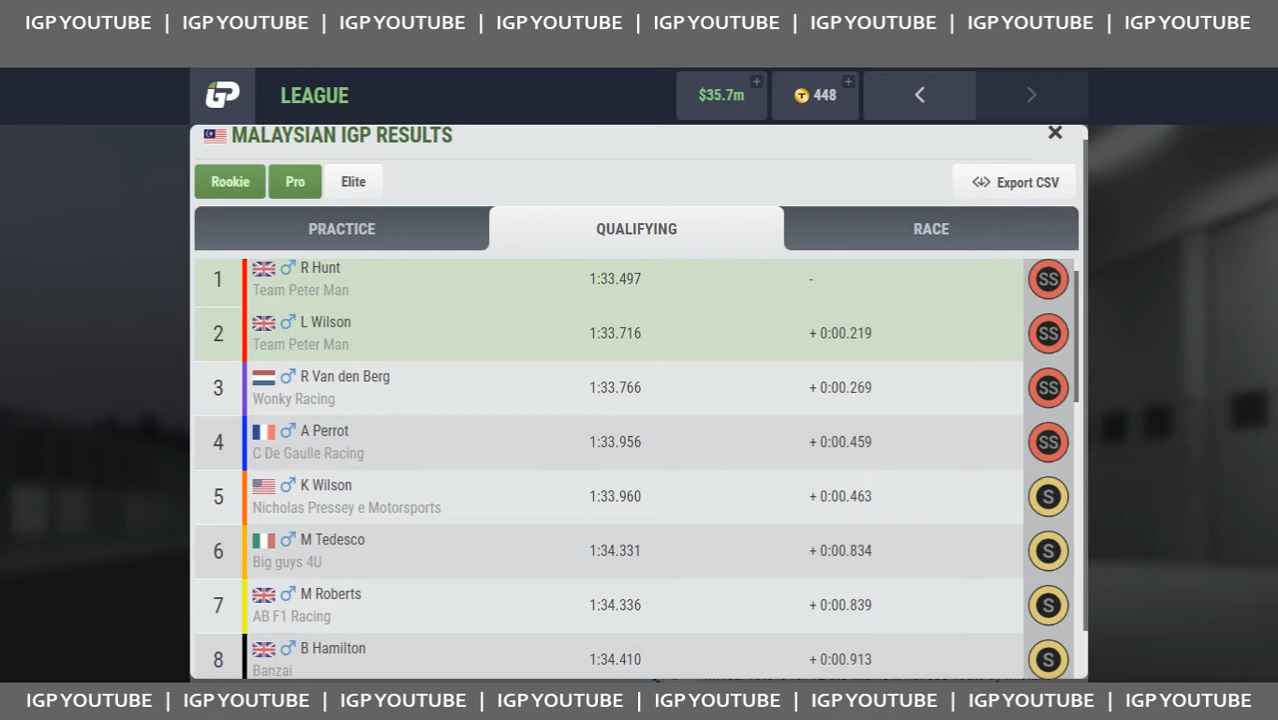 IGP YOUTUBE | IGP YOUTUBE | IGP YOUTUBE | IGP YOUTUBE | IGP YOUTUBE | IGP YOUTUBE | IGP YOUTUBE | IGP YOUTUBE
GP LEAGUE $35.7m + T 448 +
MALAYSIAN IGP RESULTS
Rookie Pro Elite Export CSV
PRACTICE QUALIFYING RACE
1 R Hunt 1:33.497 - SS
Team Peter Man
2 L Wilson 1:33.716 + 0:00.219 SS
Team Peter Man
3 R Van den Berg 1:33.766 + 0:00.269 SS
Wonky Racing
4 A Perrot 1:33.956 + 0:00.459 SS
C De Gaulle Racing
5 K Wilson 1:33.960 + 0:00.463 S
Nicholas Pressey e Motorsports
6 M Tedesco 1:34.331 + 0:00.834 S
Big guys 4U
7 M Roberts 1:34.336 + 0:00.839 S
AB F1 Racing
8 B Hamilton 1:34.410 + 0:00.913 S
Banzai
IGP YOUTUBE | IGP YOUTUBE | IGP YOUTUBE | IGP YOUTUBE | IGP YOUTUBE | IGP YOUTUBE | IGP YOUTUBE | IGP YOUTUBE